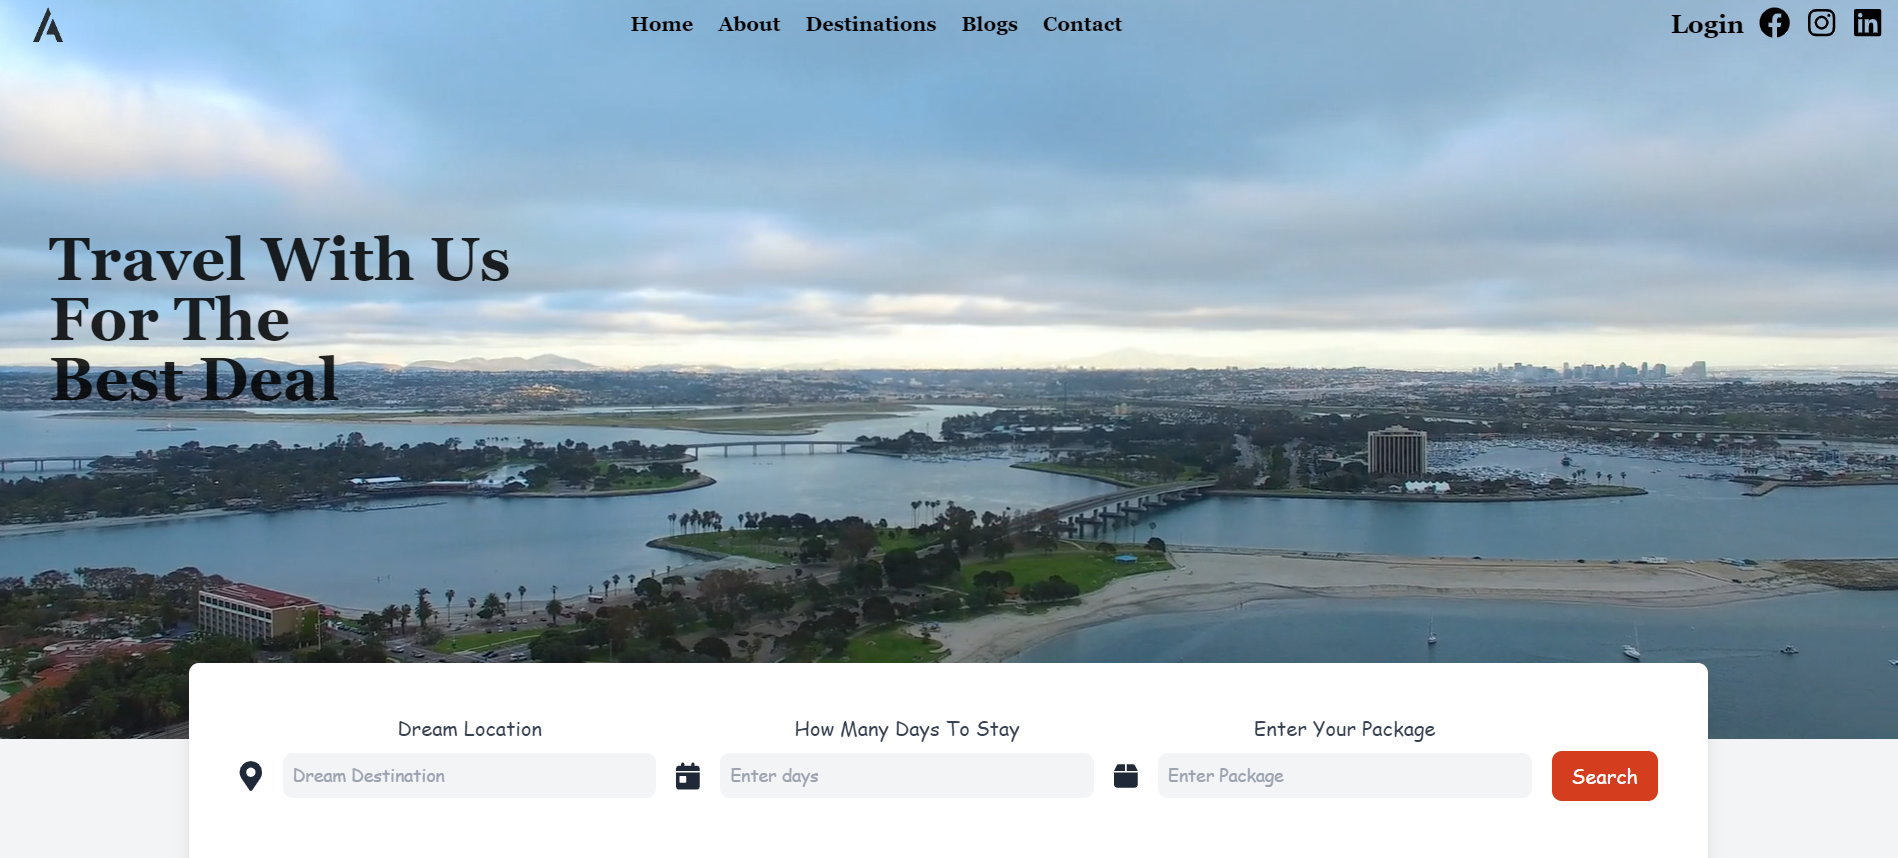 Home About Destinations Blogs Contact Login
Travel With Us
For The
Best Deal
Dream Location How Many Days To Stay Enter Your Package
Dream Destination Enter days Enter Package Search